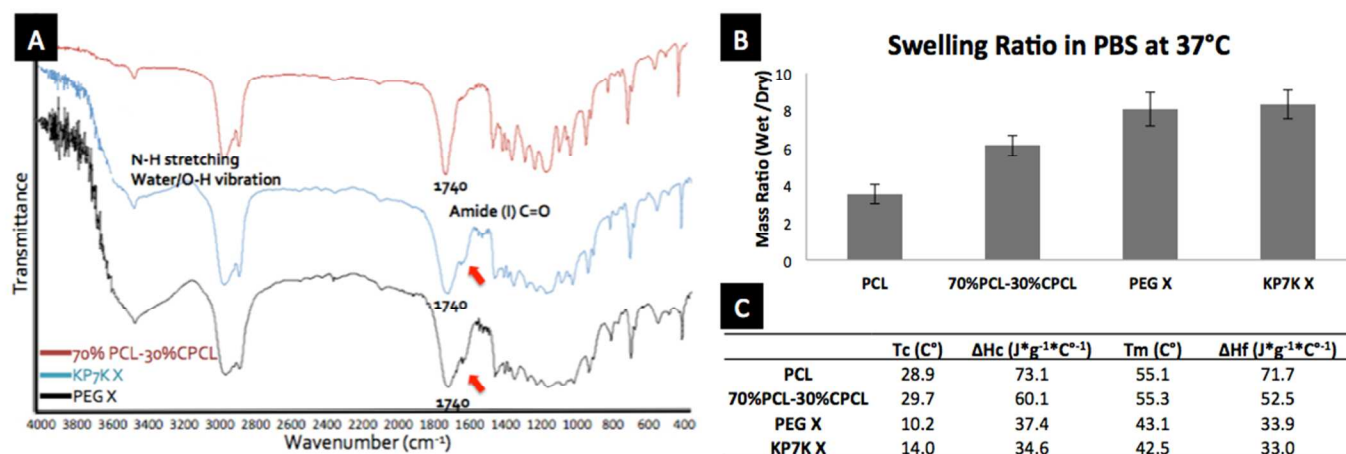 A
N-H stretching
Water/O-H vibration
1740
Amide (I) C=O
1740
1740
Transmittance
70% PCL-30%CPCL
KP7K X
PEG X
4000 3800 3600 3400 3200 3000 2800 2600 2400 2200 2000 1800 1600 1400 1200 1000 800 600 400
Wavenumber (cm⁻¹)
B
Swelling Ratio in PBS at 37°C
Mass Ratio (Wet /Dry)
10
8
6
4
2
0
PCL 70%PCL-30%CPCL PEG X KP7K X
C
Tc (C°) ΔHc (J*g⁻¹*C°⁻¹) Tm (C°) ΔHf (J*g⁻¹*C°⁻¹)
PCL 28.9 73.1 55.1 71.7
70%PCL-30%CPCL 29.7 60.1 55.3 52.5
PEG X 10.2 37.4 43.1 33.9
KP7K X 14.0 34.6 42.5 33.0